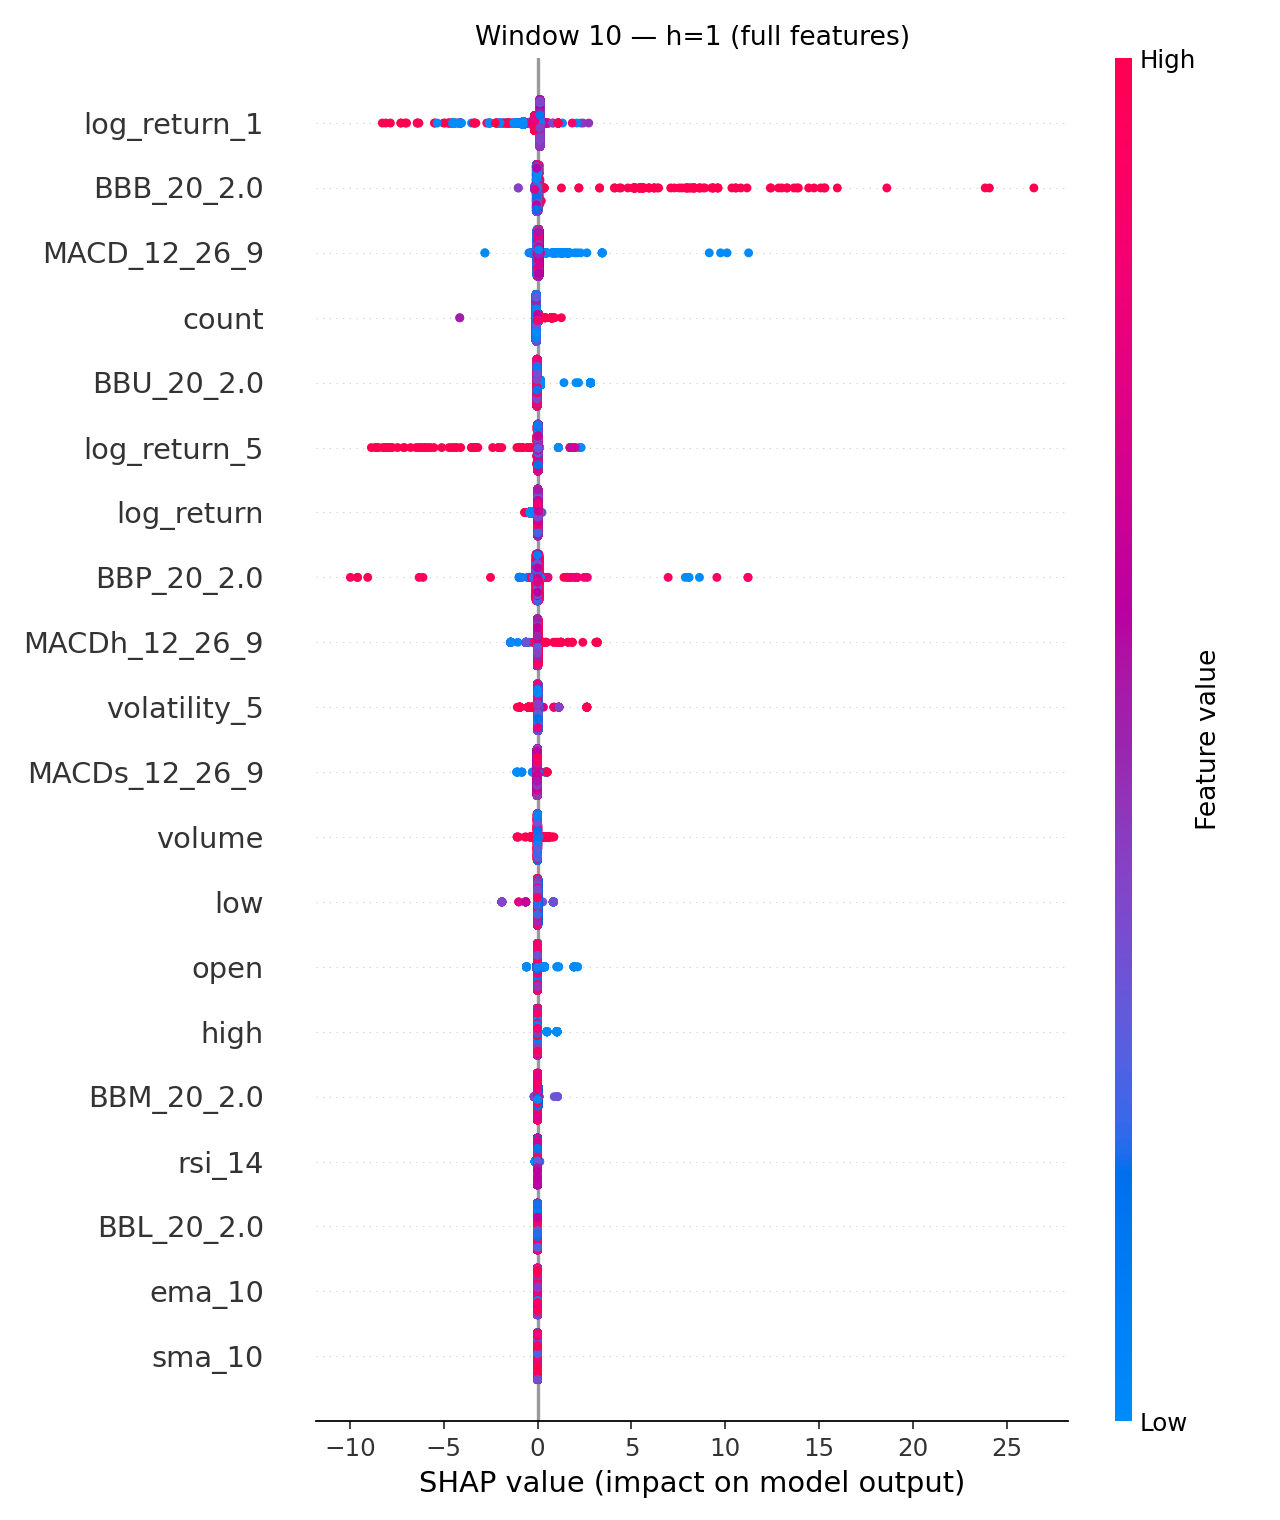 Window 10 — h=1 (full features)
High
log_return_1
BBB_20_2.0
MACD_12_26_9
count
BBU_20_2.0
log_return_5
log_return
BBP_20_2.0
MACDh_12_26_9
volatility_5
MACDs_12_26_9
volume
low
open
high
BBM_20_2.0
rsi_14
BBL_20_2.0
ema_10
sma_10
Feature value
Low
−10 −5 0 5 10 15 20 25
SHAP value (impact on model output)